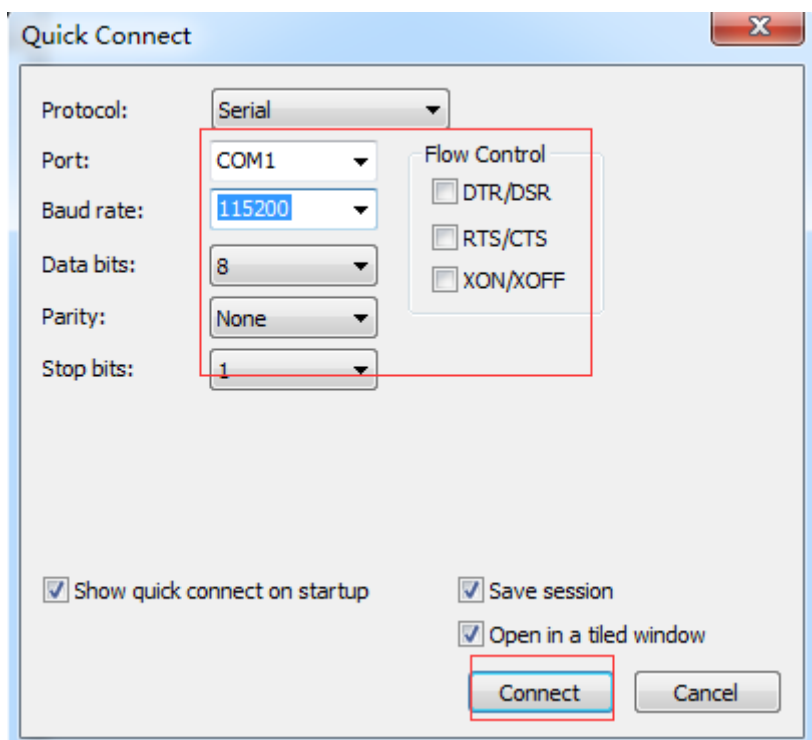 Quick Connect
Protocol: Serial
Port: COM1
Flow Control
Baud rate: 115200
DTR/DSR
RTS/CTS
Data bits: 8
XON/XOFF
Parity: None
Stop bits: 1
Show quick connect on startup
Save session
Open in a tiled window
Connect
Cancel